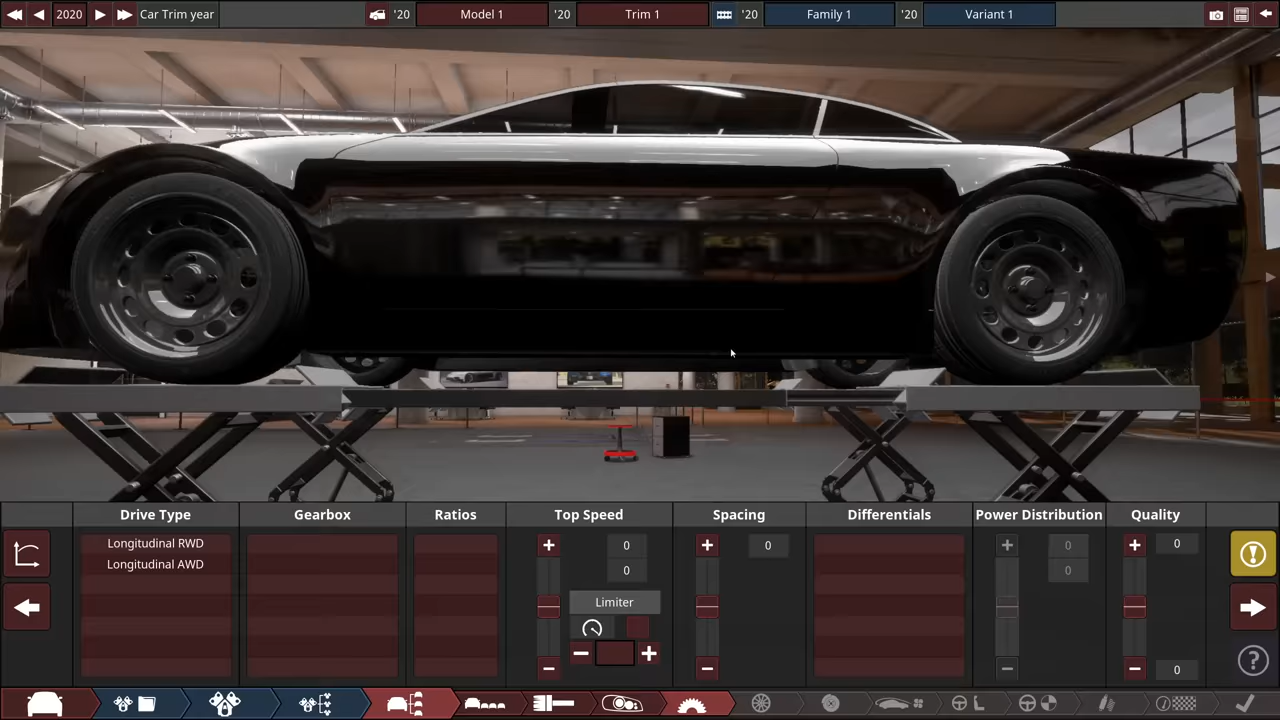 2020 Car Trim year '20 Model 1 '20 Trim 1 '20 Family 1 '20 Variant 1
Drive Type Gearbox Ratios Top Speed Spacing Differentials Power Distribution Quality
Longitudinal RWD
Longitudinal AWD
0
0
Limiter
0
0
0
0
0